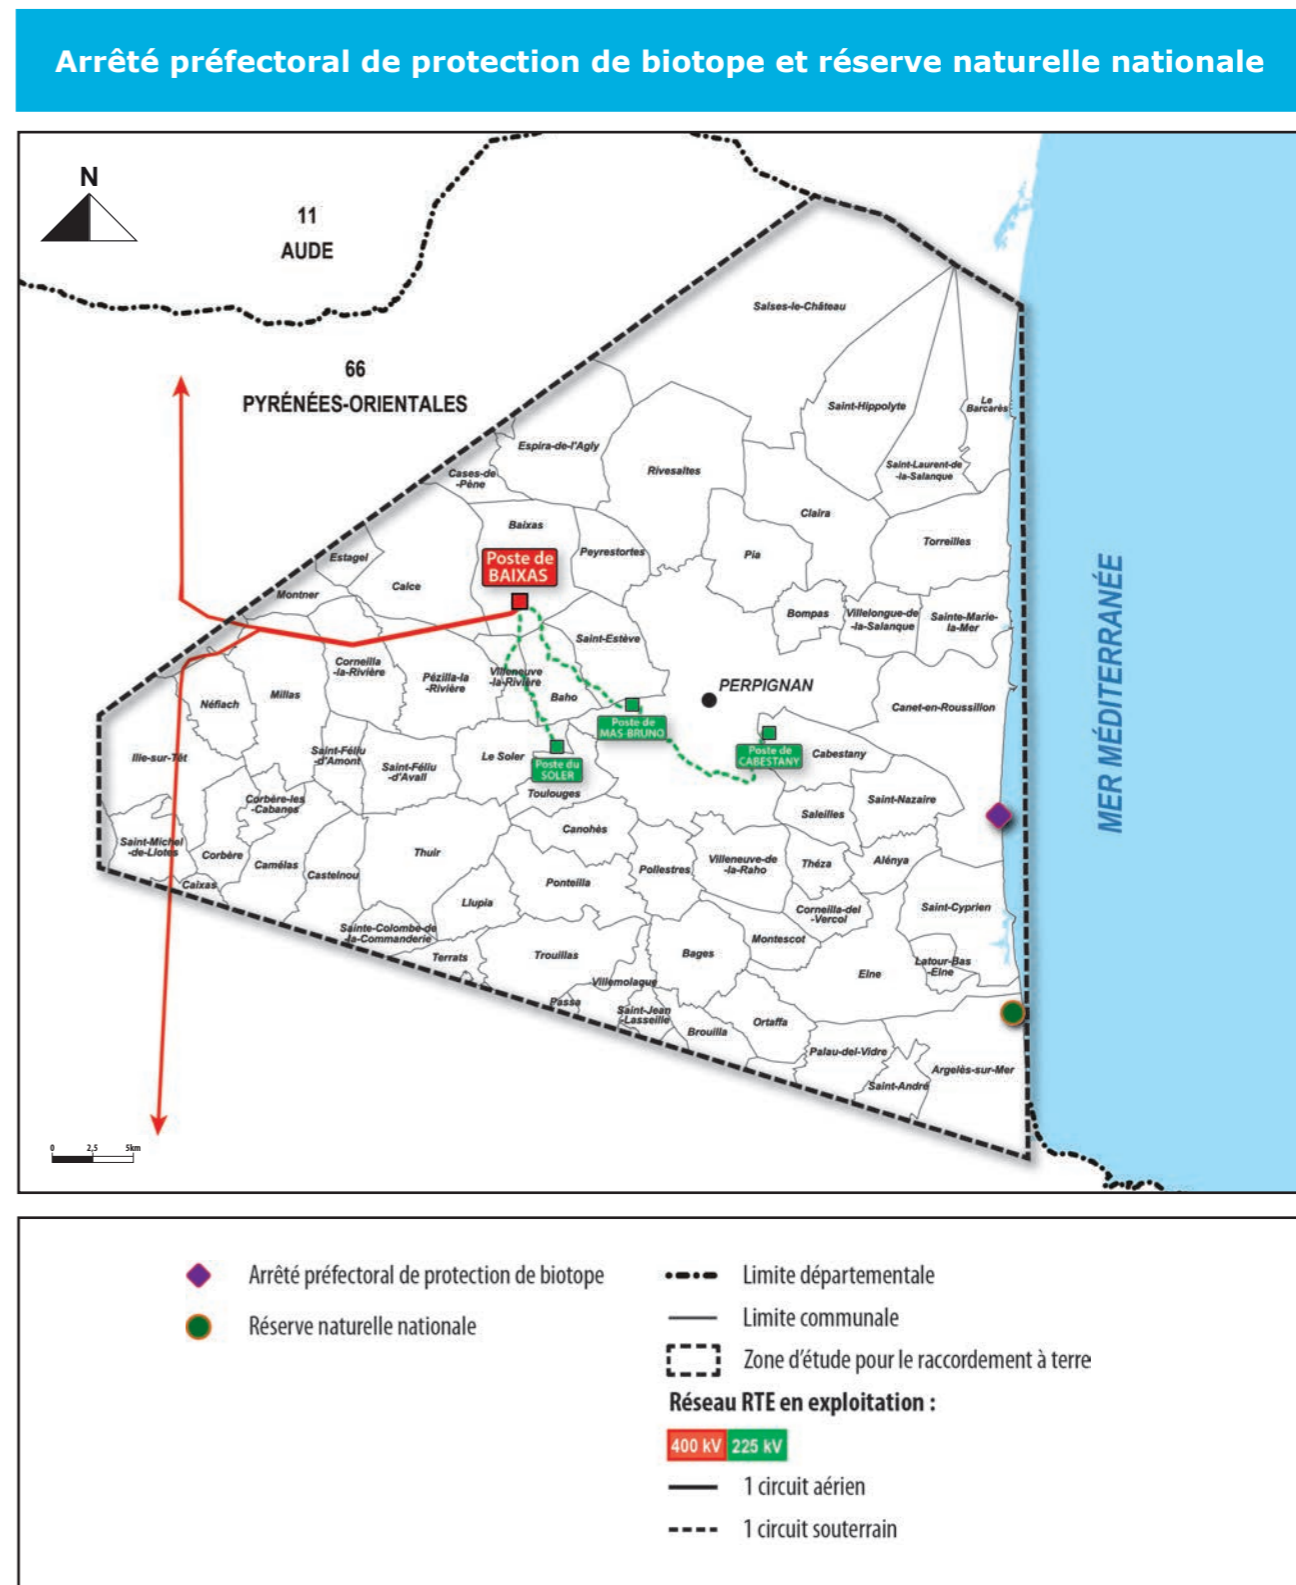 Arrêté préfectoral de protection de biotope et réserve naturelle nationale
N
11
AUDE
66
PYRÉNÉES-ORIENTALES
Salses-le-Château
Saint-Hippolyte
Le
Barcarès
Espira-de-l'Agly
Cases-de
-Pène
Rivesaltes
Saint-Laurent-de
-la-Salanque
Claira
Baixas
Torreilles
Estagel
Peyrestortes
Pia
Poste de
BAIXAS
Calce
Montner
Bompas
Villelongue-de
-la-Salanque
Sainte-Marie-
la-Mer
Saint-Estève
Corneilla
-la-Rivière
Pézilla-la
-Rivière
Villeneuve
-la-Rivière
Baho
PERPIGNAN
Millas
Néfiach
Canet-en-Roussillon
Poste de
MAS-BRUNO
MER MÉDITERRANÉE
Ille-sur-Têt
Saint-Féliu
-d'Amont
Saint-Féliu
-d'Avall
Le Soler
Poste du
SOLER
Poste de
CABESTANY
Cabestany
Toulouges
Corbère-les
-Cabanes
Saint-Nazaire
Saleilles
Canohès
Saint-Michel
-de-Llotes
Corbère
Camélas
Castelnou
Thuir
Pollestres
Villeneuve-de
-la-Raho
Théza
Alénya
Caixas
Ponteilla
Llupia
Corneilla-del
-Vercol
Saint-Cyprien
Sainte-Colombe-de
-la-Commanderie
Terrats
Trouillas
Bages
Montescot
Latour-Bas
-Elne
Elne
Villemolaque
Passa
Saint-Jean
-Lasseille
Brouilla
Ortaffa
Palau-del-Vidre
Argelès-sur-Mer
Saint-André
0 2,5 5km
Arrêté préfectoral de protection de biotope
Réserve naturelle nationale
Limite départementale
Limite communale
Zone d'étude pour le raccordement à terre
Réseau RTE en exploitation :
400 kV 225 kV
1 circuit aérien
1 circuit souterrain